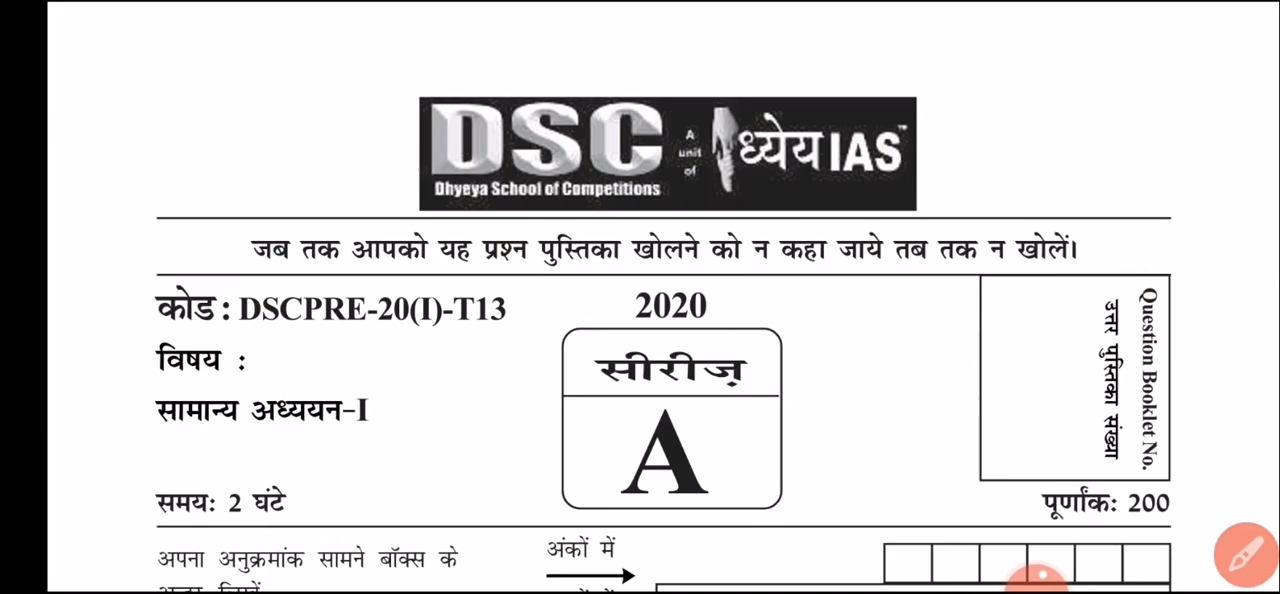 DSC
A unit of
ध्येय IAS
Dhyeya School of Competitions
जब तक आपको यह प्रश्न पुस्तिका खोलने को न कहा जाये तब तक न खोलें।
कोड : DSCPRE-20(I)-T13
2020
Question Booklet No.
उत्तर पुस्तिका संख्या
विषय :
सीरीज़
सामान्य अध्ययन-I
A
समय: 2 घंटे
पूर्णांक: 200
अपना अनुक्रमांक सामने बॉक्स के
अंकों में